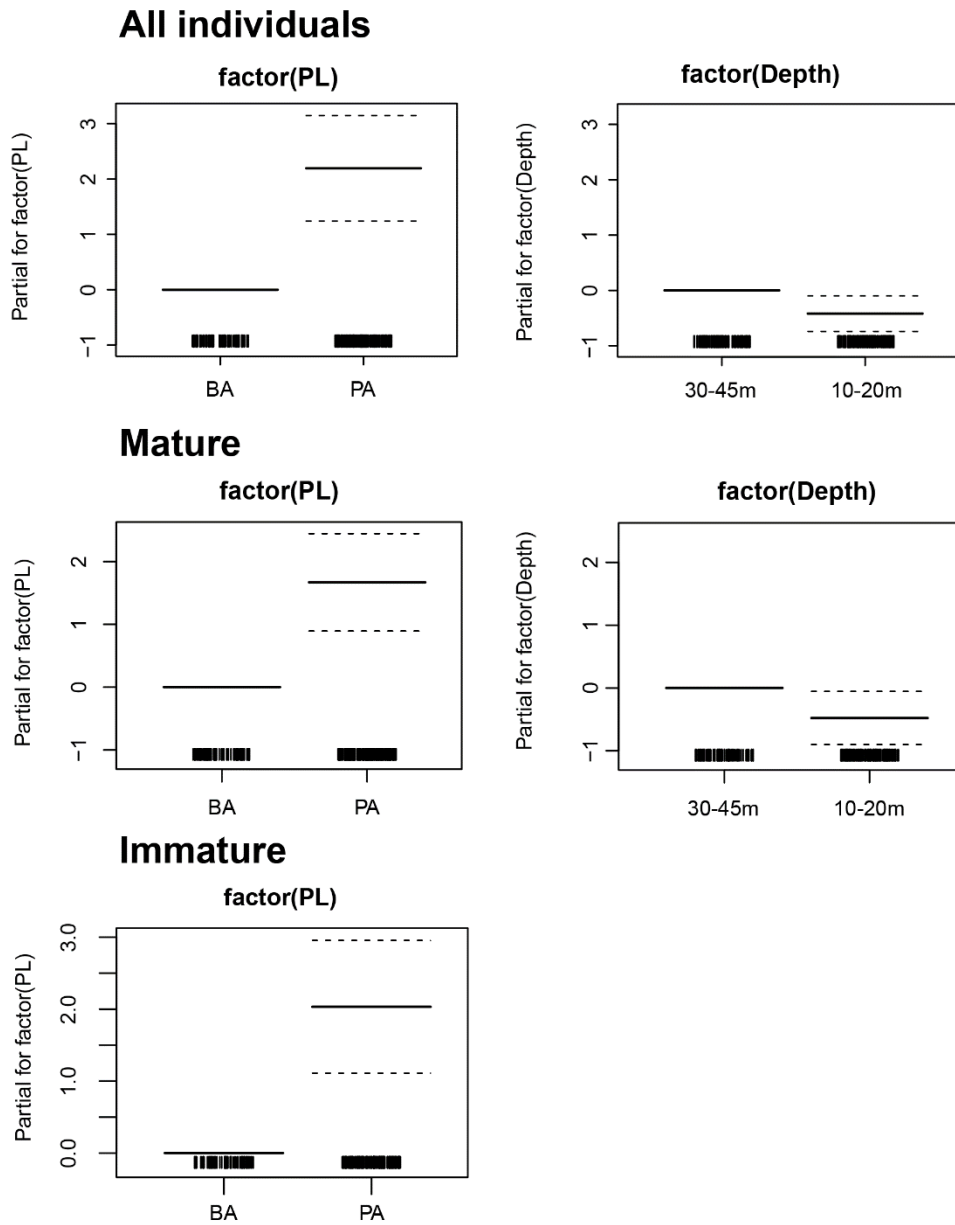 All individuals
factor(PL)
Partial for factor(PL)
3
2
1
0
−1
BA PA
factor(Depth)
Partial for factor(Depth)
3
2
1
0
−1
30-45m 10-20m
Mature
factor(PL)
Partial for factor(PL)
2
1
0
−1
BA PA
factor(Depth)
Partial for factor(Depth)
2
1
0
−1
30-45m 10-20m
Immature
factor(PL)
Partial for factor(PL)
3.0
2.0
1.0
0.0
BA PA